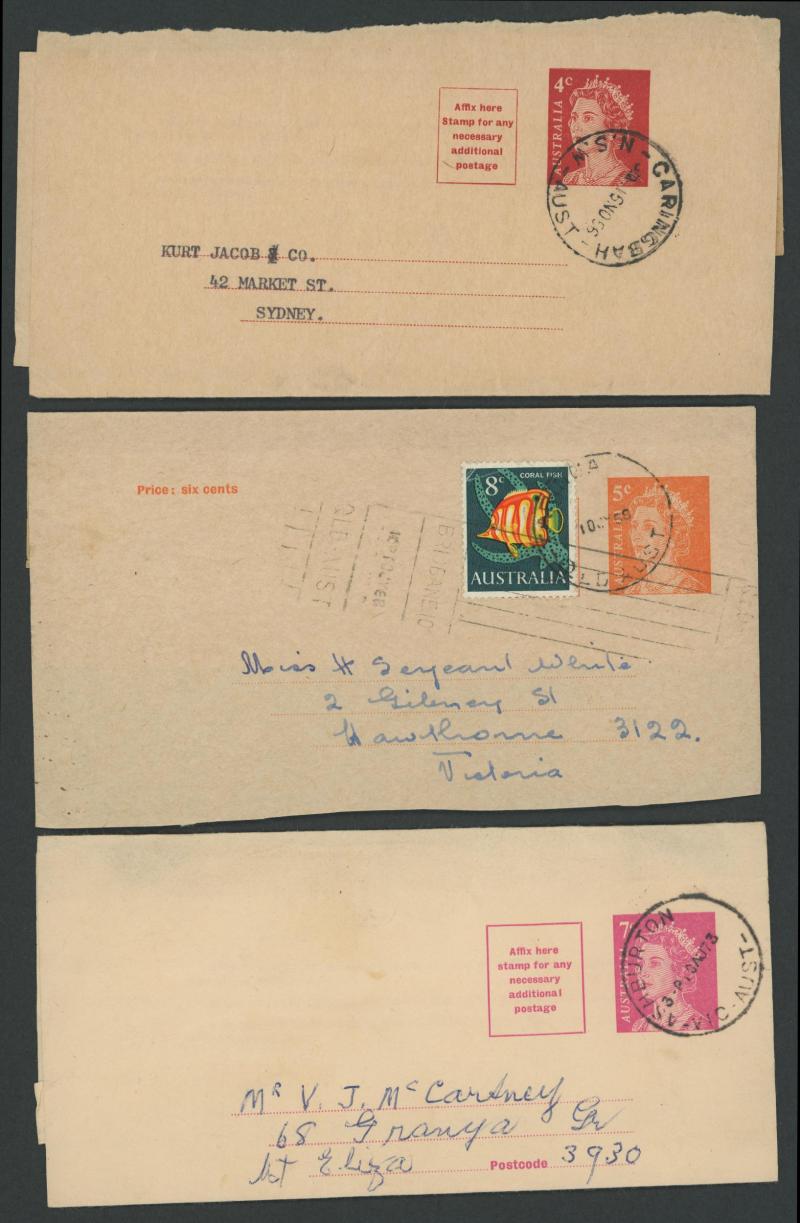 4c
AUSTRALIA
Affix here
Stamp for any
necessary
additional
postage
CARINGBAH
N.S.W - AUST
KURT JACOB & CO.
42 MARKET ST.
SYDNEY.
Price: six cents
8c
CORAL FISH
AUSTRALIA
5c
AUSTRALIA
Miss H Sergeant White
2 Gibney St
Hawthorne 3122.
Victoria
7c
AUSTRALIA
Affix here
stamp for any
necessary
additional
postage
ASHBURTON
VIC - AUST
Mr V. J. McCartney
68 Granya Gr
Mt Eliza Postcode 3930